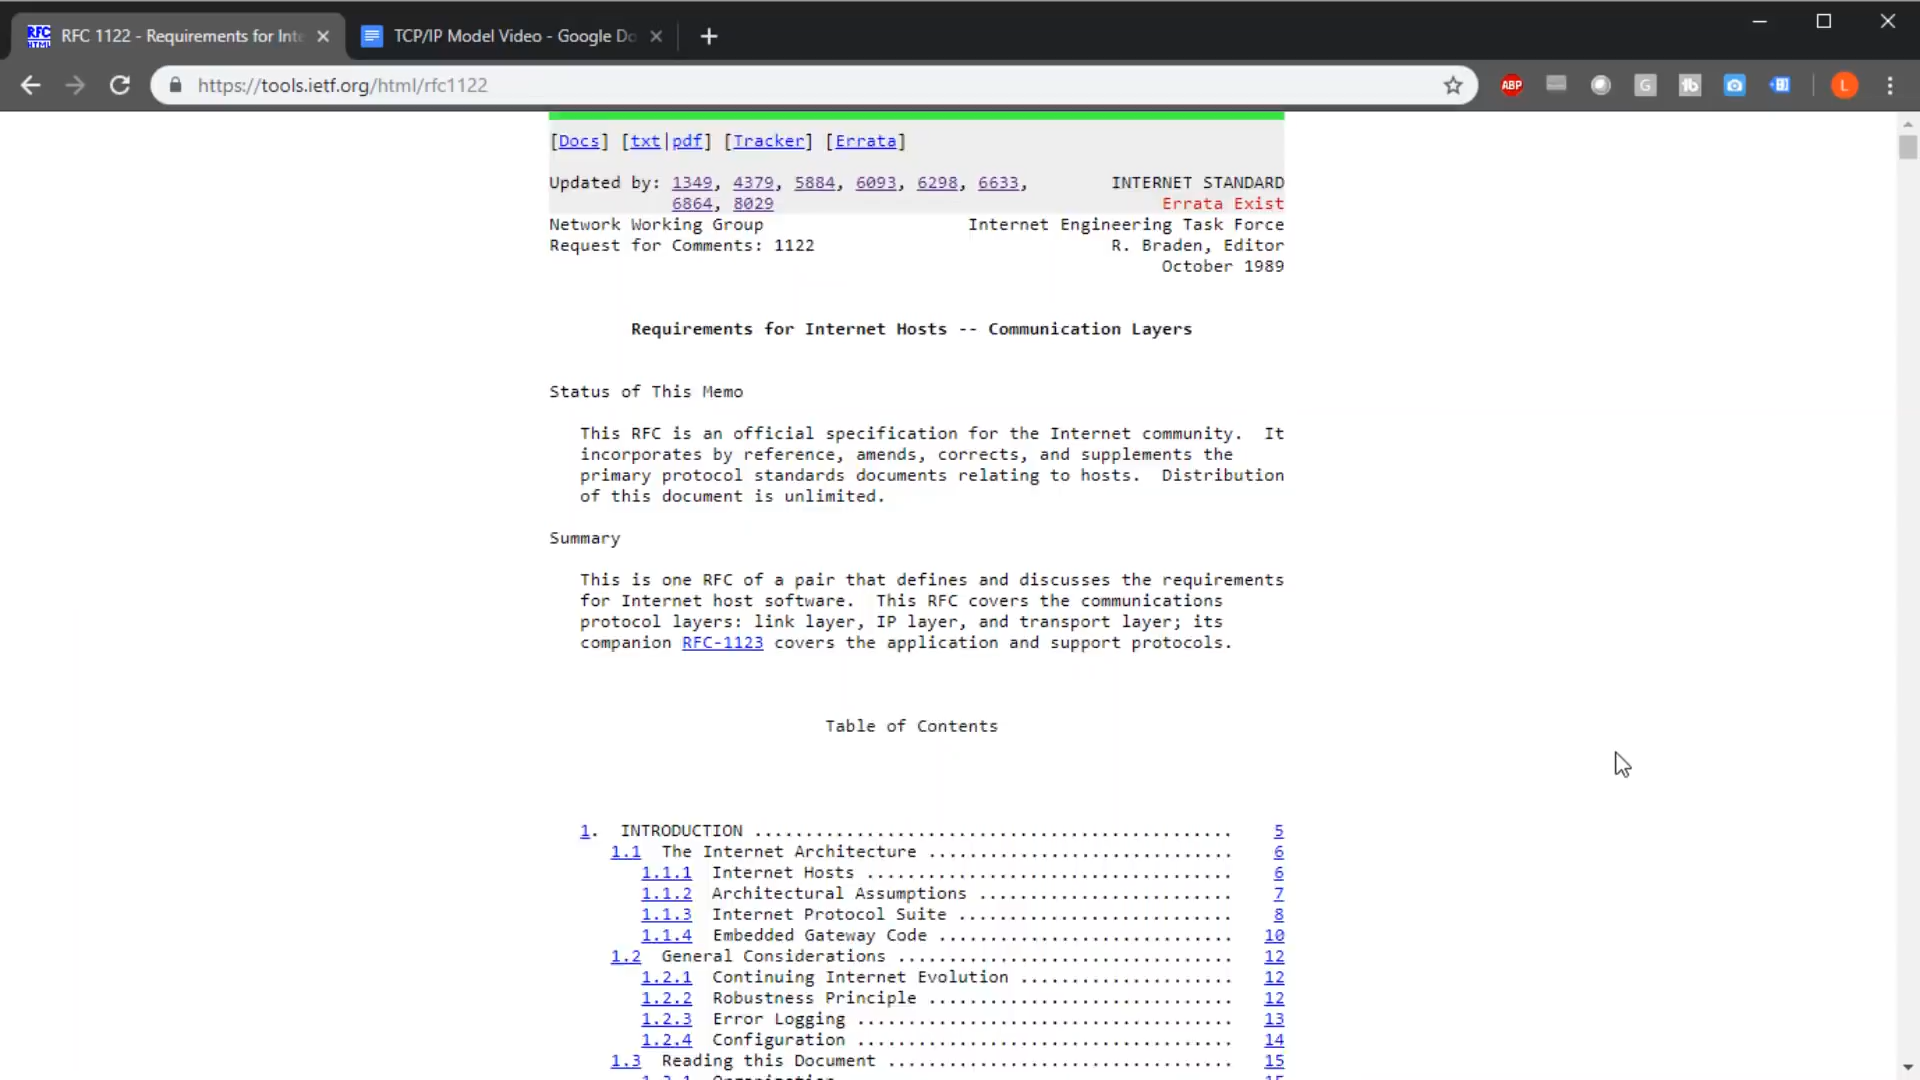 RFC HTML RFC 1122 - Requirements for Inte
TCP/IP Model Video - Google Do
https://tools.ietf.org/html/rfc1122
ABP G tb L
[Docs] [txt|pdf] [Tracker] [Errata]
Updated by: 1349, 4379, 5884, 6093, 6298, 6633, INTERNET STANDARD
6864, 8029 Errata Exist
Network Working Group Internet Engineering Task Force
Request for Comments: 1122 R. Braden, Editor
October 1989
Requirements for Internet Hosts -- Communication Layers
Status of This Memo
This RFC is an official specification for the Internet community. It
incorporates by reference, amends, corrects, and supplements the
primary protocol standards documents relating to hosts. Distribution
of this document is unlimited.
Summary
This is one RFC of a pair that defines and discusses the requirements
for Internet host software. This RFC covers the communications
protocol layers: link layer, IP layer, and transport layer; its
companion RFC-1123 covers the application and support protocols.
Table of Contents
1. INTRODUCTION ............................................... 5
1.1 The Internet Architecture .............................. 6
1.1.1 Internet Hosts .................................... 6
1.1.2 Architectural Assumptions ......................... 7
1.1.3 Internet Protocol Suite ........................... 8
1.1.4 Embedded Gateway Code ............................. 10
1.2 General Considerations ................................. 12
1.2.1 Continuing Internet Evolution ..................... 12
1.2.2 Robustness Principle .............................. 12
1.2.3 Error Logging ..................................... 13
1.2.4 Configuration ..................................... 14
1.3 Reading this Document .................................. 15